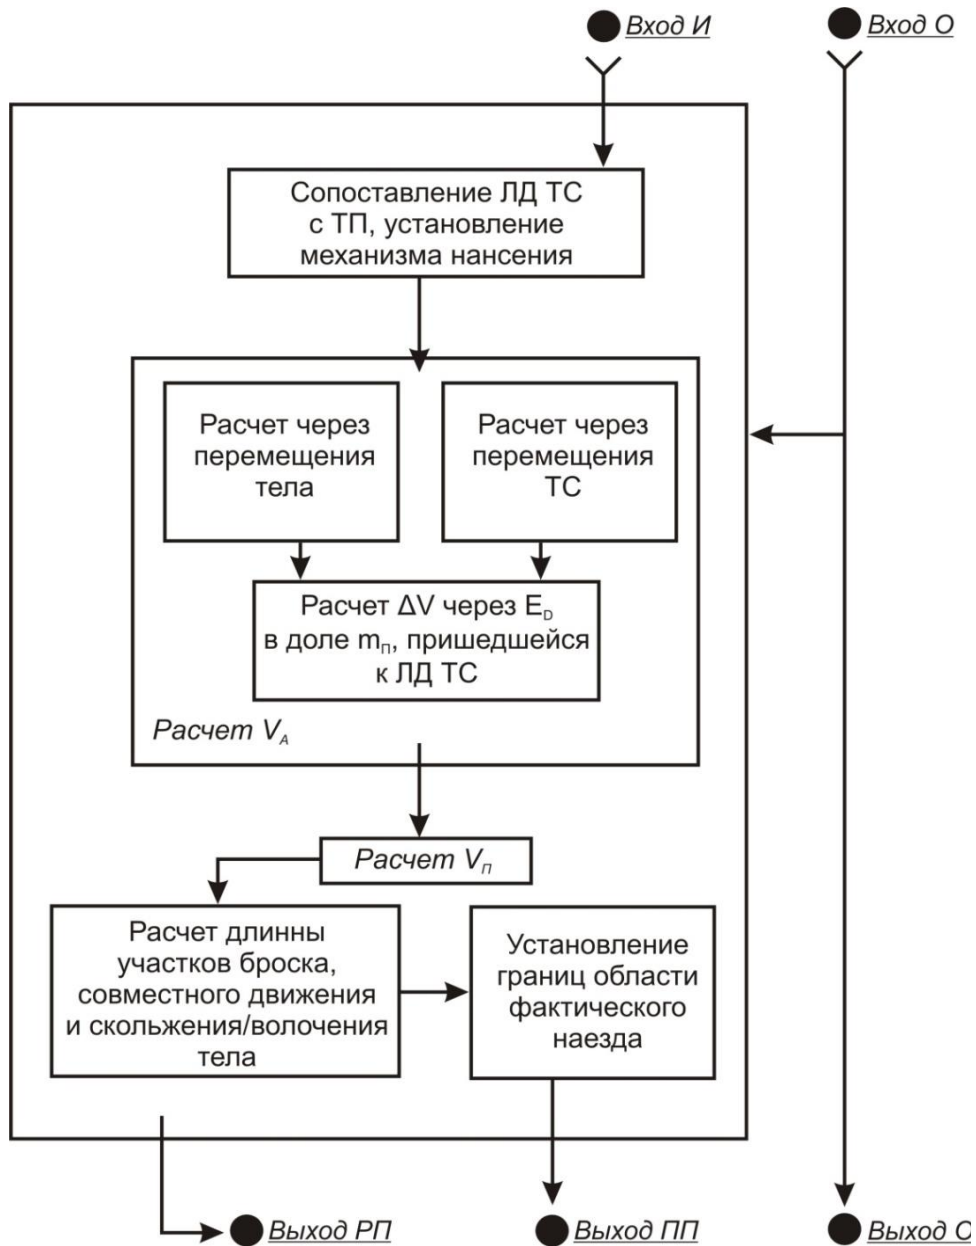 Вход И
Вход О
Сопоставление ЛД ТС
с ТП, установление
механизма нансения
Расчет через
перемещения
тела
Расчет через
перемещения
ТС
Расчет ΔV через E_D
в доле m_П, пришедшейся
к ЛД ТС
Расчет V_A
Расчет V_П
Расчет длинны
участков броска,
совместного движения
и скольжения/волочения
тела
Установление
границ области
фактического
наезда
Выход РП
Выход ПП
Выход О